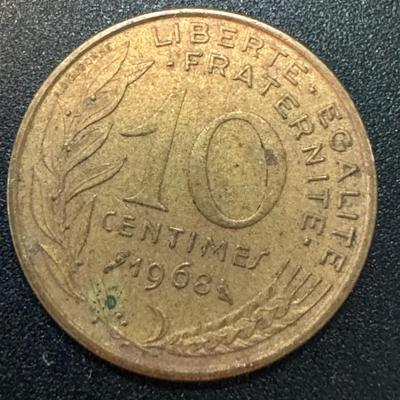 LIBERTE · EGALITE
· FRATERNITE ·
10
CENTIMES
1968